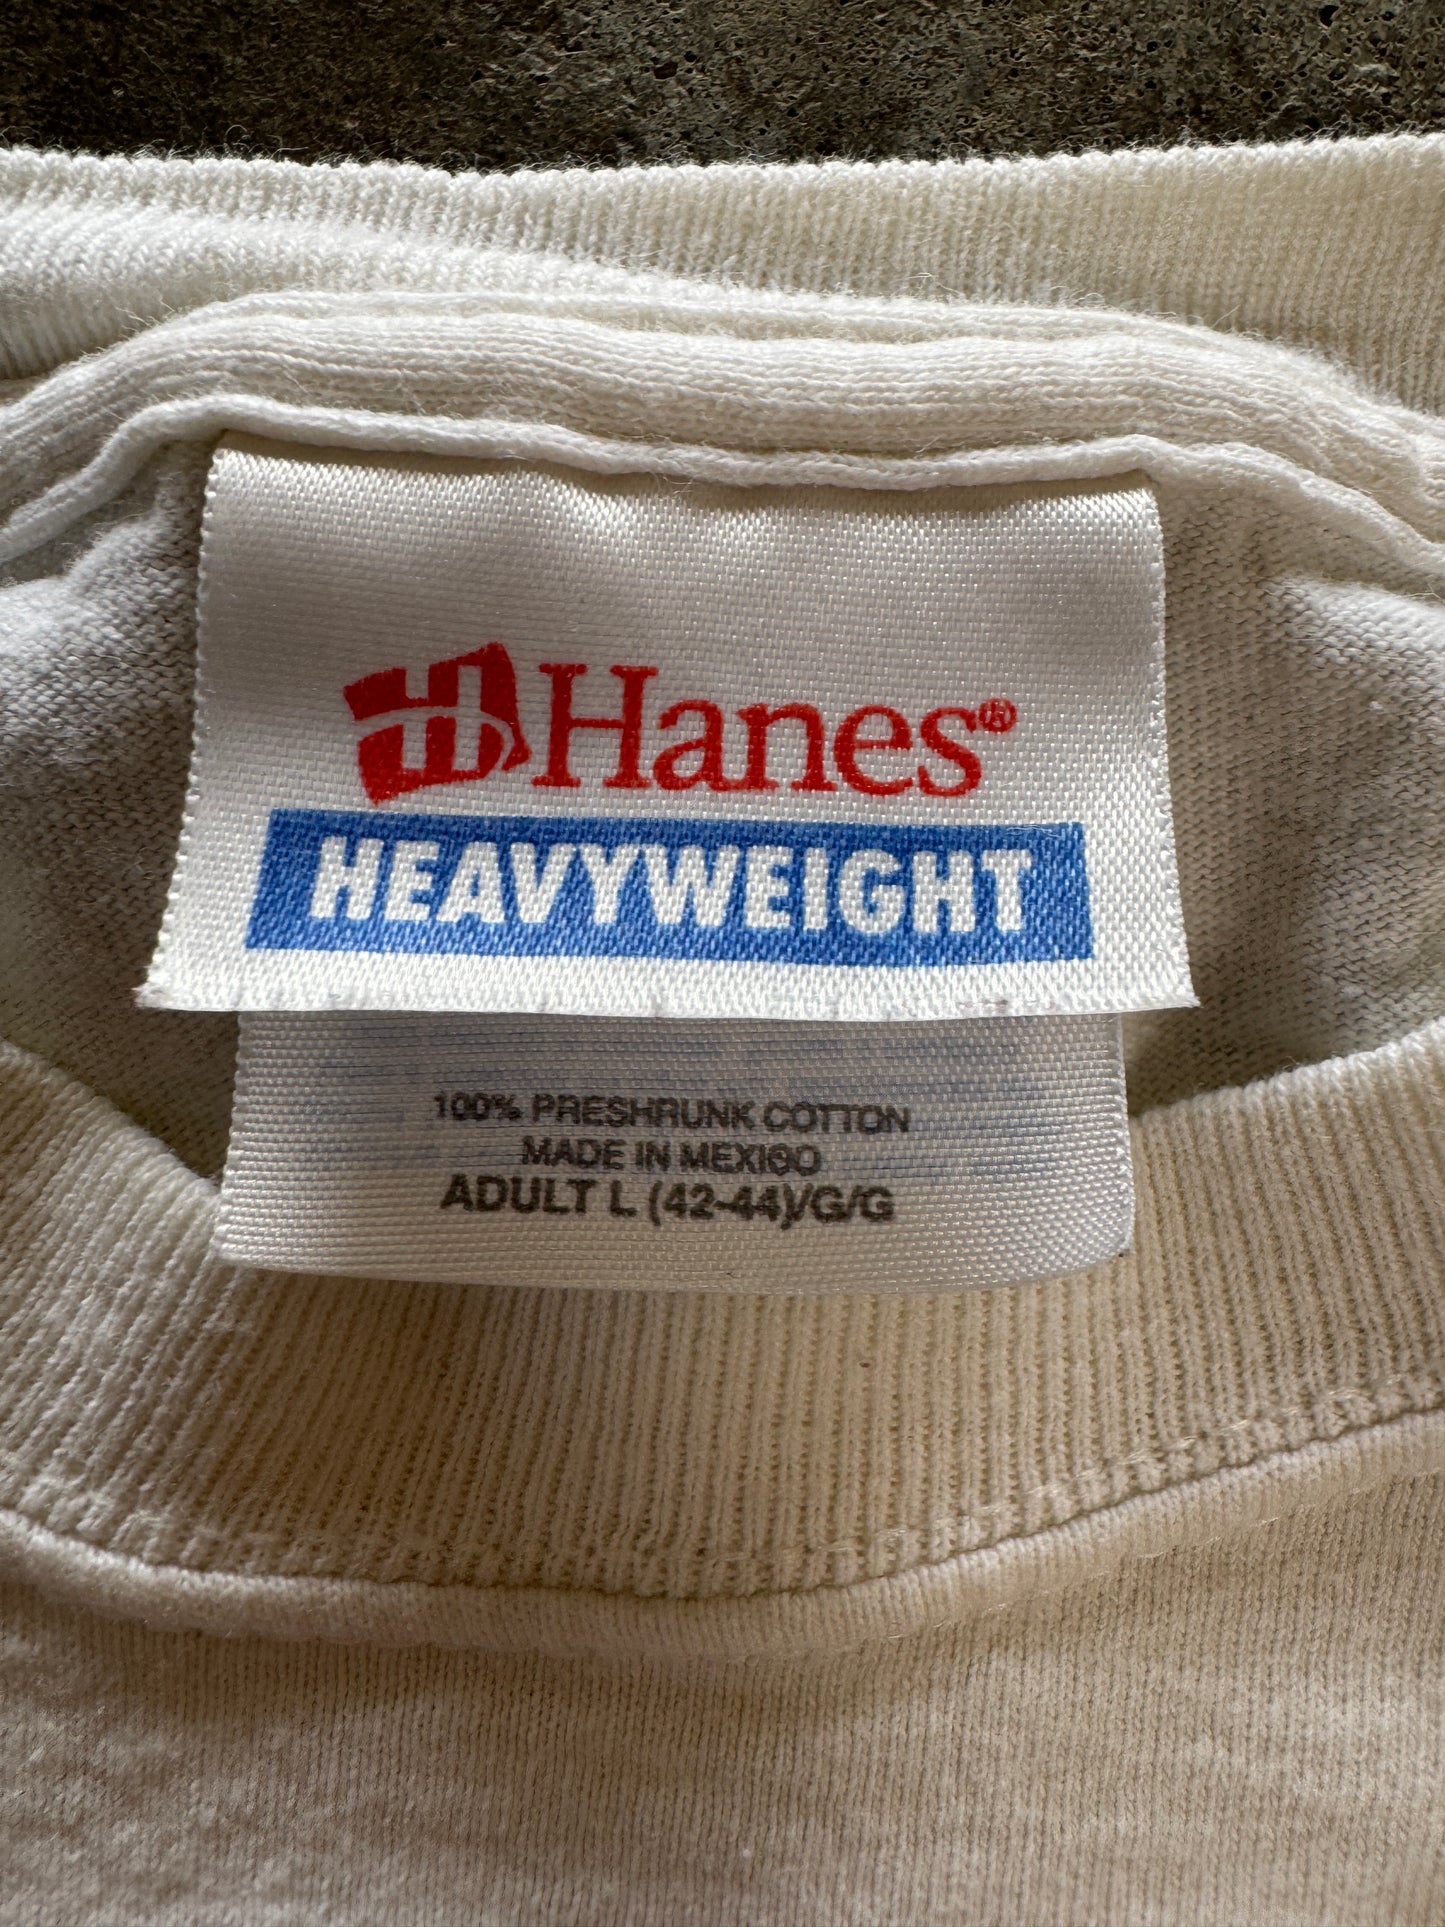 H Hanes®
HEAVYWEIGHT
100% PRESHRUNK COTTON
MADE IN MEXICO
ADULT L (42-44)/G/G